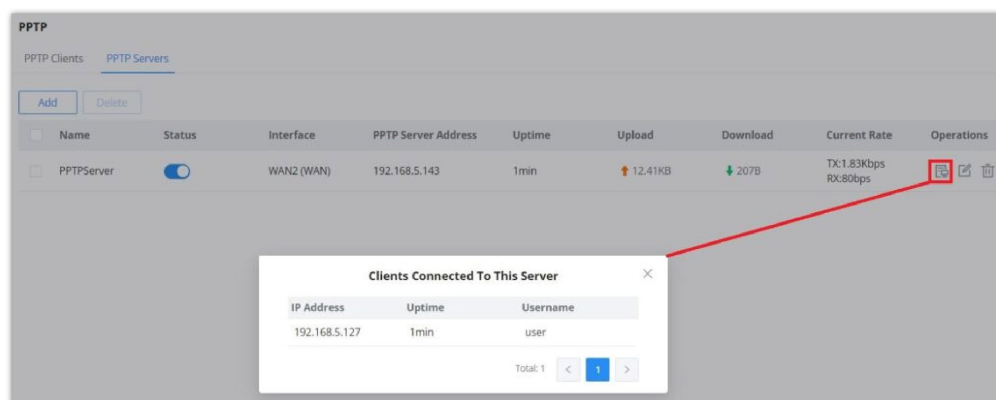 PPTP
PPTP Clients PPTP Servers
Add Delete
Name Status Interface PPTP Server Address Uptime Upload Download Current Rate Operations
PPTPServer WAN2 (WAN) 192.168.5.143 1min 12.41KB 207B TX:1.83Kbps
RX:80bps
Clients Connected To This Server
IP Address Uptime Username
192.168.5.127 1min user
Total: 1 < 1 >